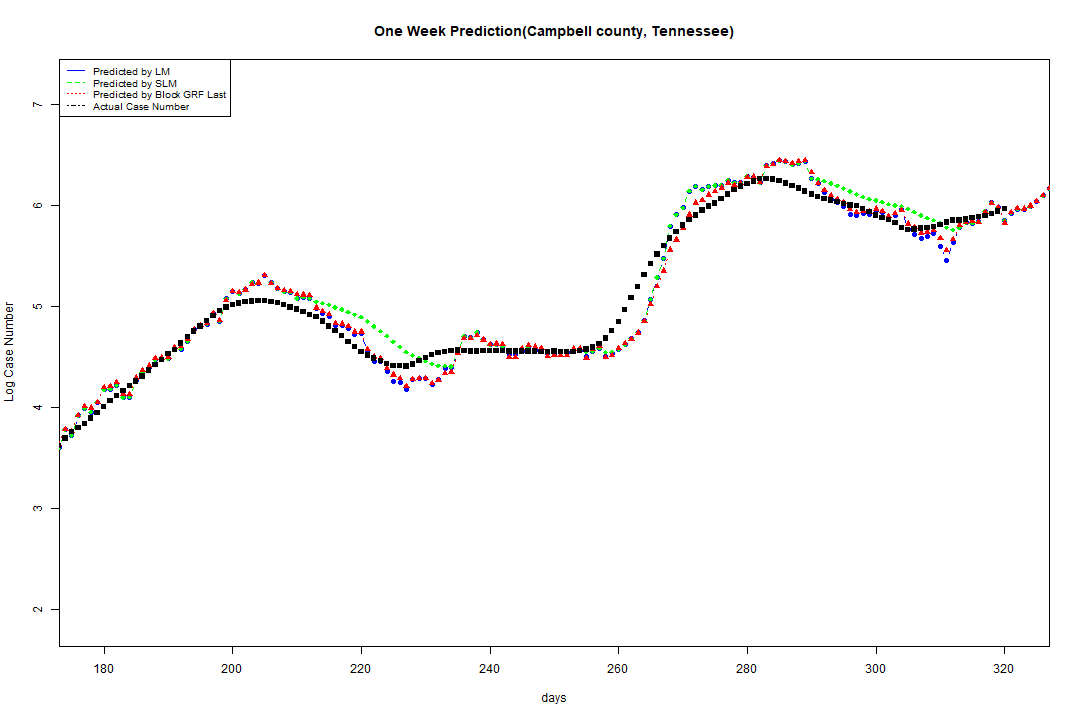 One Week Prediction(Campbell county, Tennessee)
Predicted by LM
Predicted by SLM
Predicted by Block GRF Last
Actual Case Number
7
6
5
4
3
2
Log Case Number
180 200 220 240 260 280 300 320
days